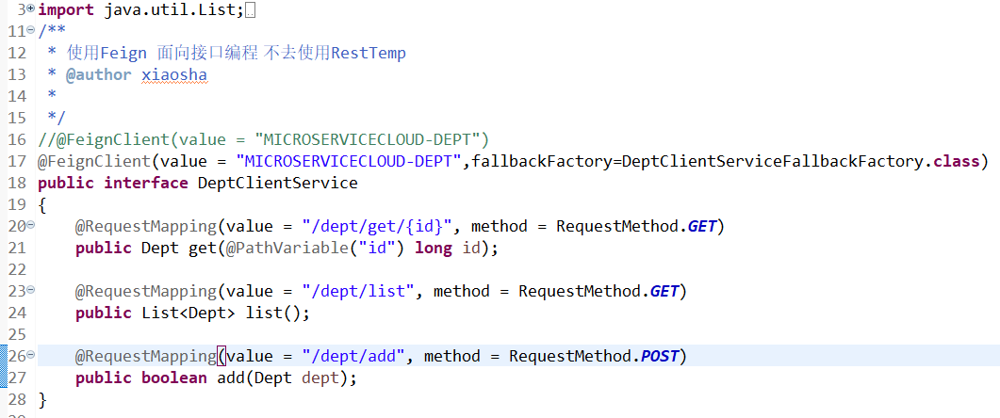 3 import java.util.List;
11 /**
12 * 使用Feign 面向接口编程 不去使用RestTemp
13 * @author xiaosha
14 *
15 */
16 //@FeignClient(value = "MICROSERVICECLOUD-DEPT")
17 @FeignClient(value = "MICROSERVICECLOUD-DEPT",fallbackFactory=DeptClientServiceFallbackFactory.class)
18 public interface DeptClientService
19 {
20 @RequestMapping(value = "/dept/get/{id}", method = RequestMethod.GET)
21 public Dept get(@PathVariable("id") long id);
22
23 @RequestMapping(value = "/dept/list", method = RequestMethod.GET)
24 public List<Dept> list();
25
26 @RequestMapping(value = "/dept/add", method = RequestMethod.POST)
27 public boolean add(Dept dept);
28 }